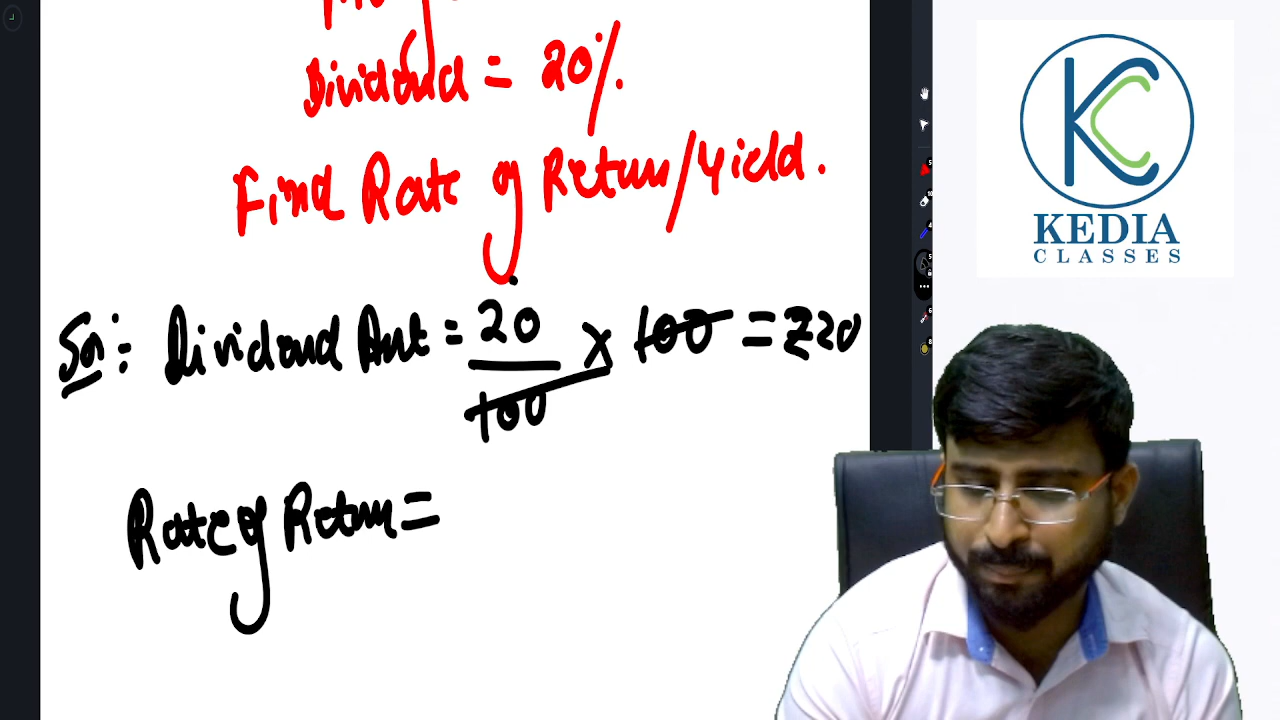 Dividend = 20%.
Find Rate of Return/Yield.
Sol: Dividend Amt = 20/100 x 100 = ₹20
Rate of Return =
KC
KEDIA
CLASSES